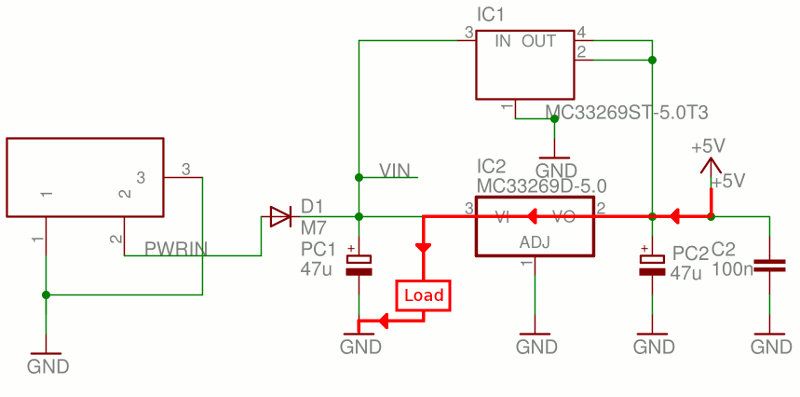 IC1
3
IN OUT
4
2
1
MC33269ST-5.0T3
GND
+5V
+5V
3
3
1
2
VIN
IC2
MC33269D-5.0
D1
M7
3
VI
VO
2
ADJ
1
1
2
PWRIN
PC1
47u
+
Load
+
PC2
47u
C2
100n
GND
GND
GND
GND
GND